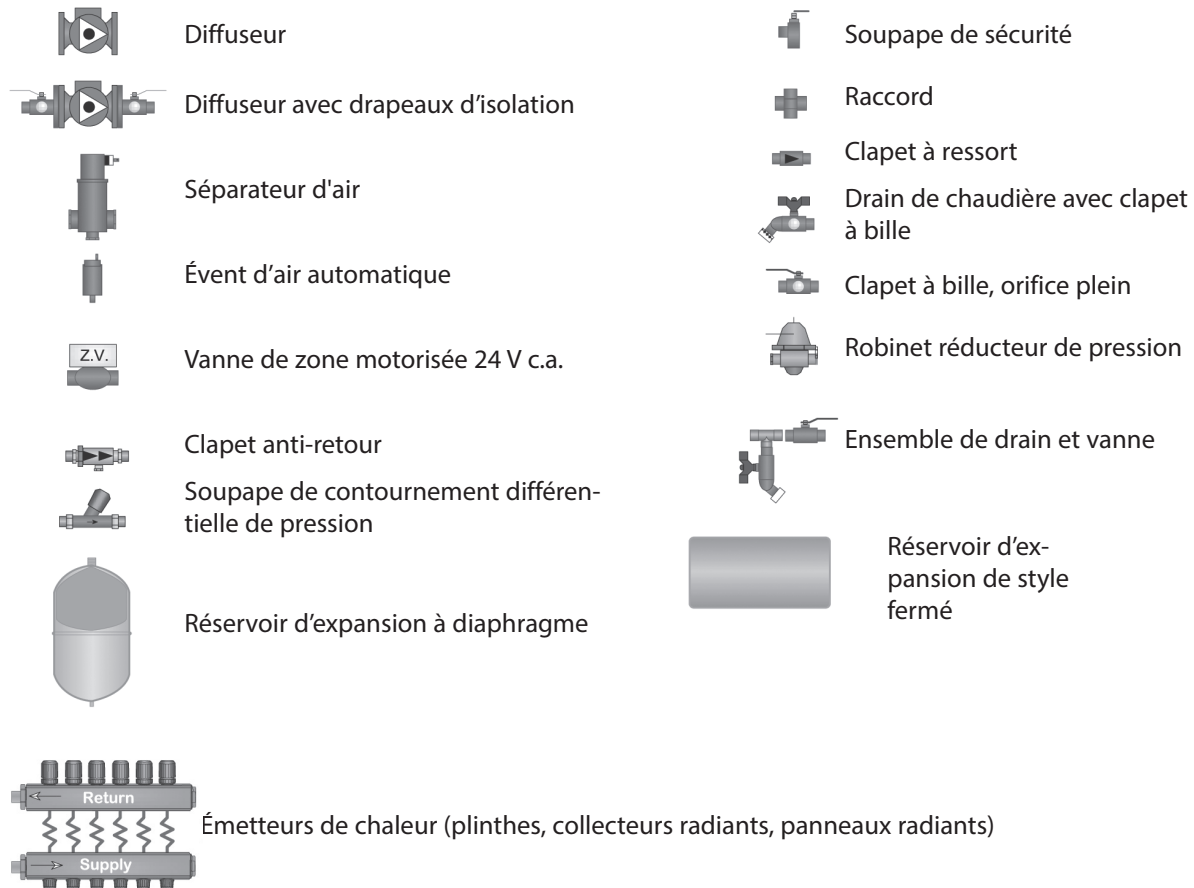 Diffuseur
Diffuseur avec drapeaux d’isolation
Séparateur d'air
Évent d’air automatique
Z.V.
Vanne de zone motorisée 24 V c.a.
Clapet anti-retour
Soupape de contournement différen-
tielle de pression
Réservoir d’expansion à diaphragme
Soupape de sécurité
Raccord
Clapet à ressort
Drain de chaudière avec clapet
à bille
Clapet à bille, orifice plein
Robinet réducteur de pression
Ensemble de drain et vanne
Réservoir d’ex-
pansion de style
fermé
Return
Supply
Émetteurs de chaleur (plinthes, collecteurs radiants, panneaux radiants)